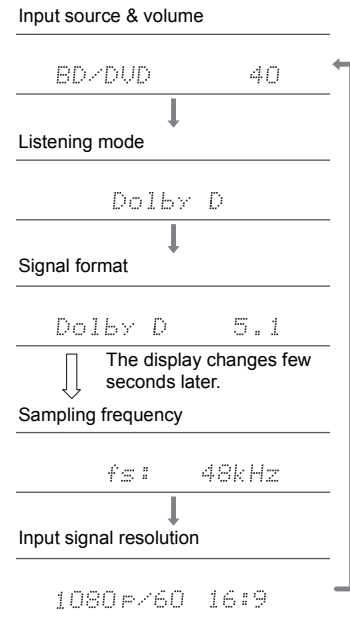 Input source & volume
BD/DVD 40
Listening mode
Dolby D
Signal format
Dolby D 5.1
The display changes few
seconds later.
Sampling frequency
fs: 48kHz
Input signal resolution
1080p/60 16:9